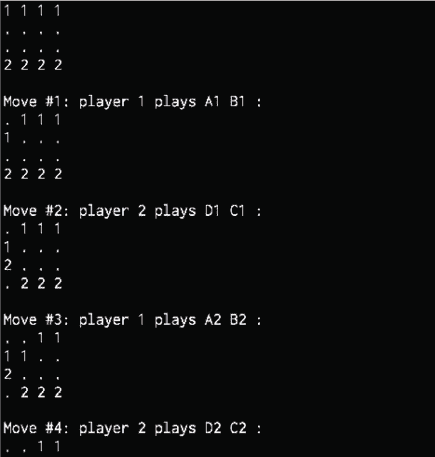 1 1 1 1
. . . .
. . . .
2 2 2 2
Move #1: player 1 plays A1 B1 :
. 1 1 1
1 . . .
. . . .
2 2 2 2
Move #2: player 2 plays D1 C1 :
. 1 1 1
1 . . .
2 . . .
. 2 2 2
Move #3: player 1 plays A2 B2 :
. . 1 1
1 1 . .
2 . . .
. 2 2 2
Move #4: player 2 plays D2 C2 :
. . 1 1